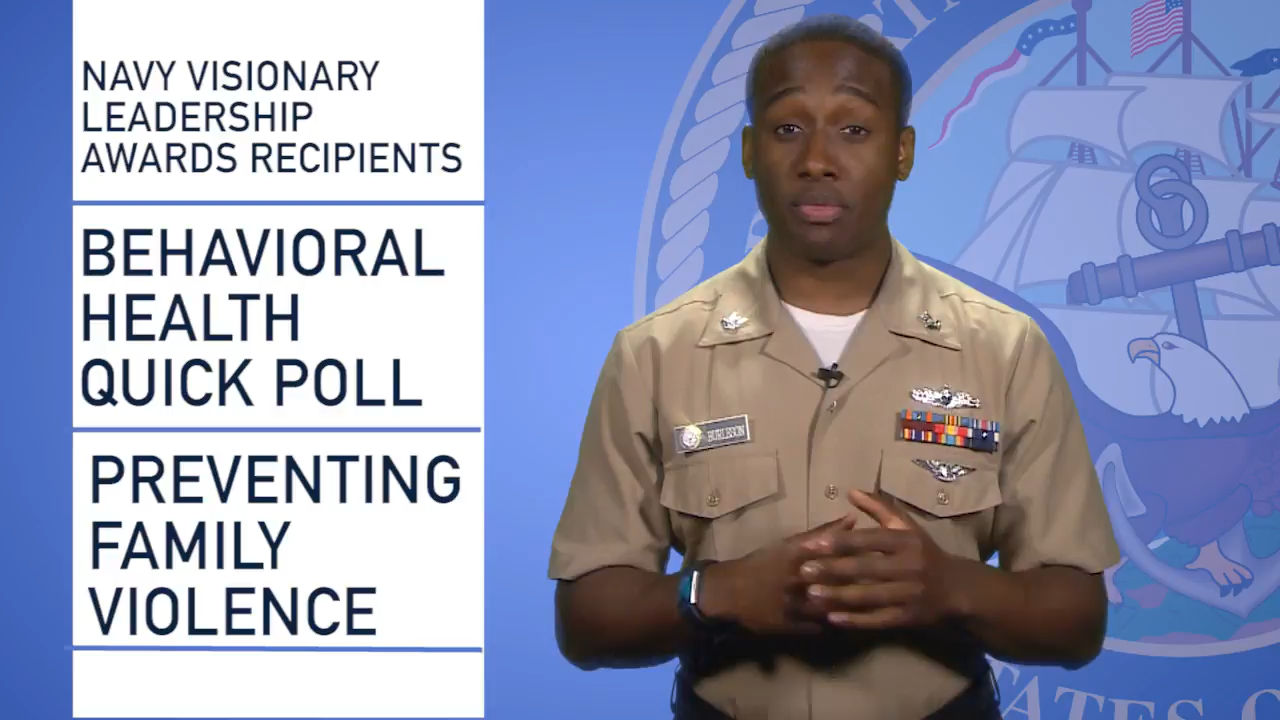 NAVY VISIONARY
LEADERSHIP
AWARDS RECIPIENTS
BEHAVIORAL
HEALTH
QUICK POLL
PREVENTING
FAMILY
VIOLENCE
BURLESON